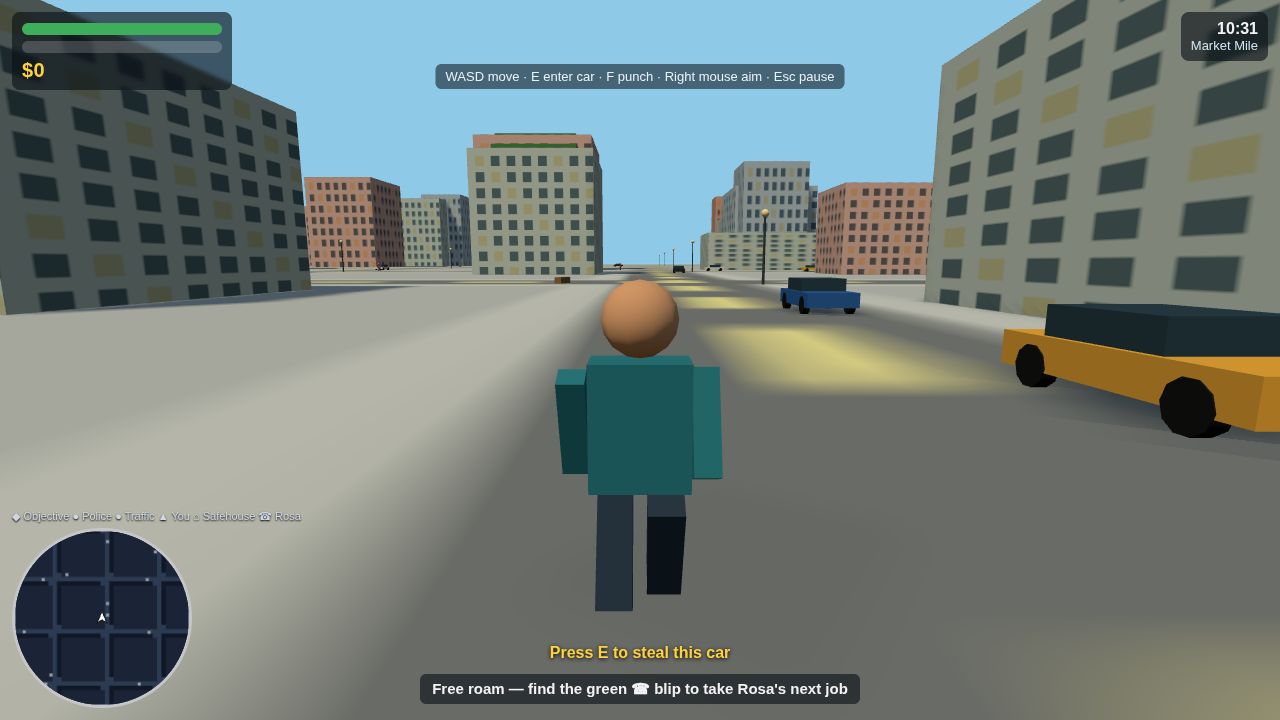 $0
10:31
Market Mile
WASD move · E enter car · F punch · Right mouse aim · Esc pause
◆ Objective ● Police ● Traffic ▲ You ⌂ Safehouse ☎ Rosa
Press E to steal this car
Free roam — find the green ☎ blip to take Rosa's next job